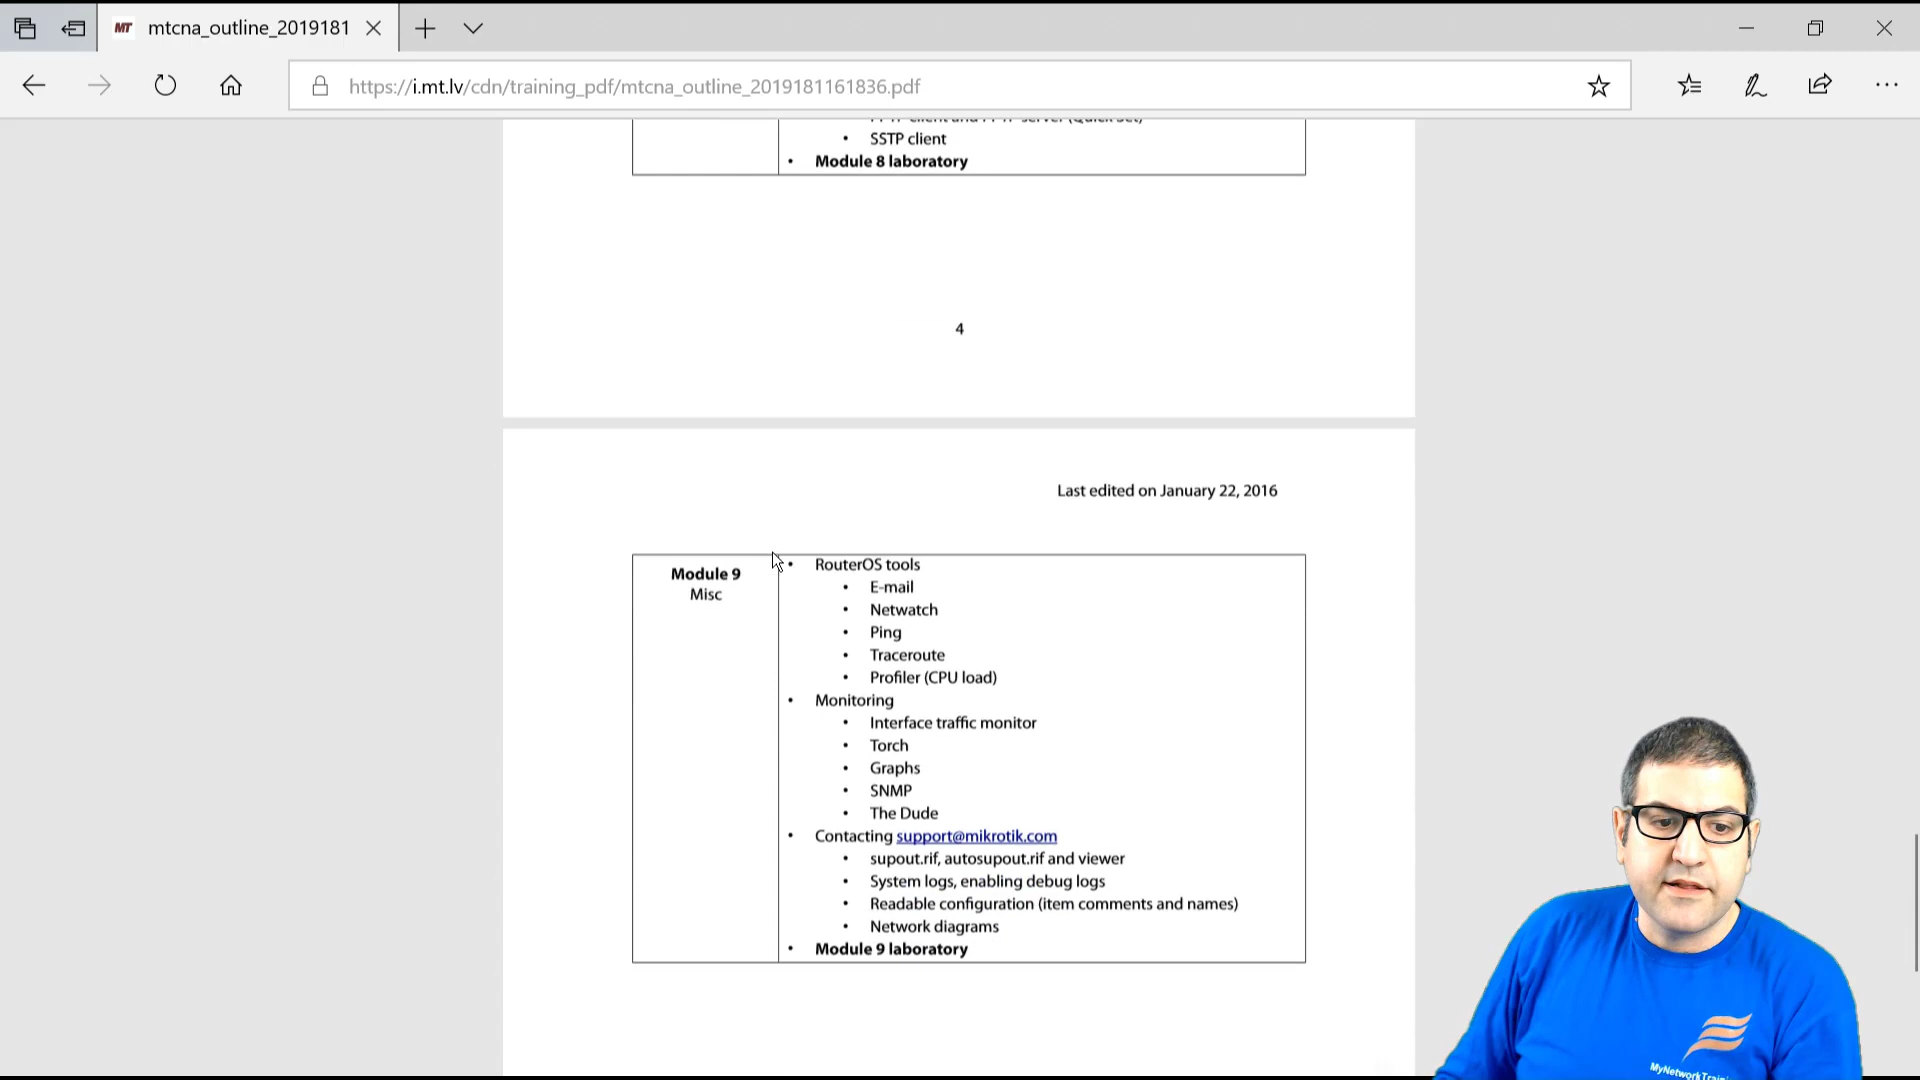 MT mtcna_outline_2019181
https://i.mt.lv/cdn/training_pdf/mtcna_outline_2019181161836.pdf
• SSTP client
• Module 8 laboratory
4
Last edited on January 22, 2016
Module 9
Misc
• RouterOS tools
• E-mail
• Netwatch
• Ping
• Traceroute
• Profiler (CPU load)
• Monitoring
• Interface traffic monitor
• Torch
• Graphs
• SNMP
• The Dude
• Contacting support@mikrotik.com
• supout.rif, autosupout.rif and viewer
• System logs, enabling debug logs
• Readable configuration (item comments and names)
• Network diagrams
• Module 9 laboratory